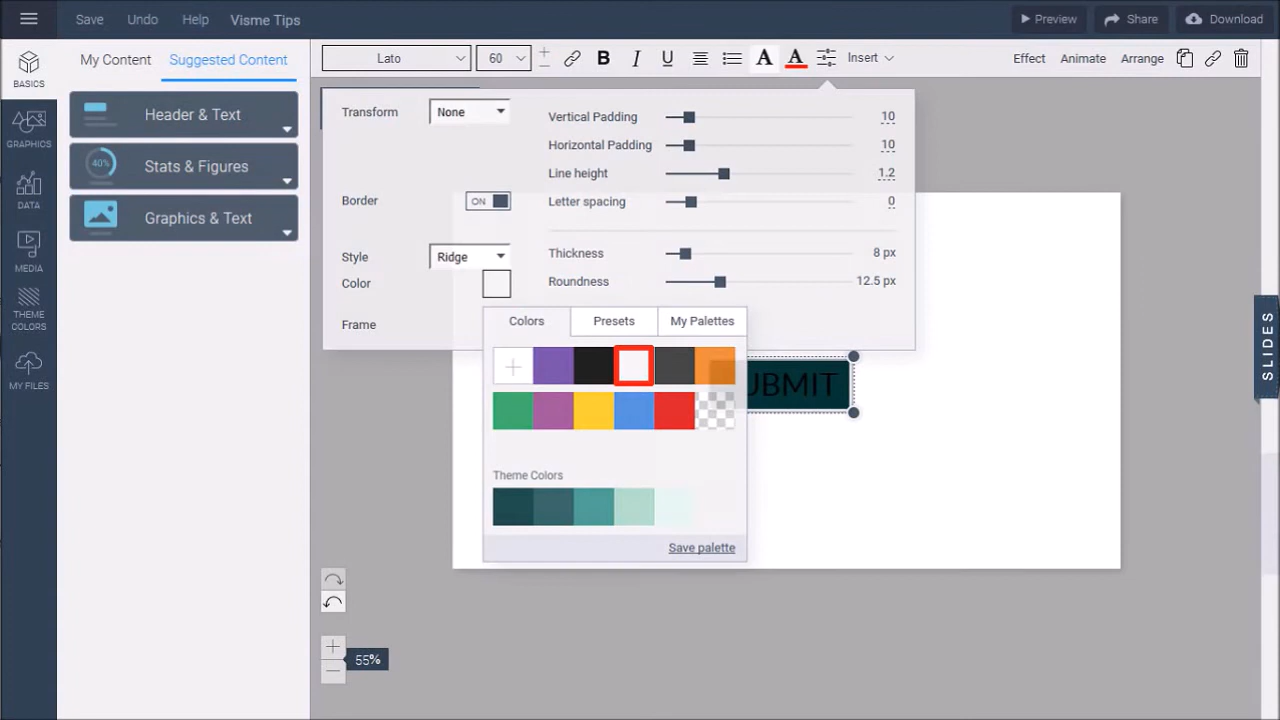 Save Undo Help Visme Tips Preview Share Download
BASICS
GRAPHICS
DATA
MEDIA
THEME
COLORS
MY FILES
My Content Suggested Content
Header & Text
40% Stats & Figures
Graphics & Text
Lato 60 B I U A A Insert Effect Animate Arrange
Transform None
Border ON
Style Ridge
Color
Frame
Vertical Padding 10
Horizontal Padding 10
Line height 1.2
Letter spacing 0
Thickness 8 px
Roundness 12.5 px
Colors Presets My Palettes
UBMIT
Theme Colors
Save palette
55%
SLIDES